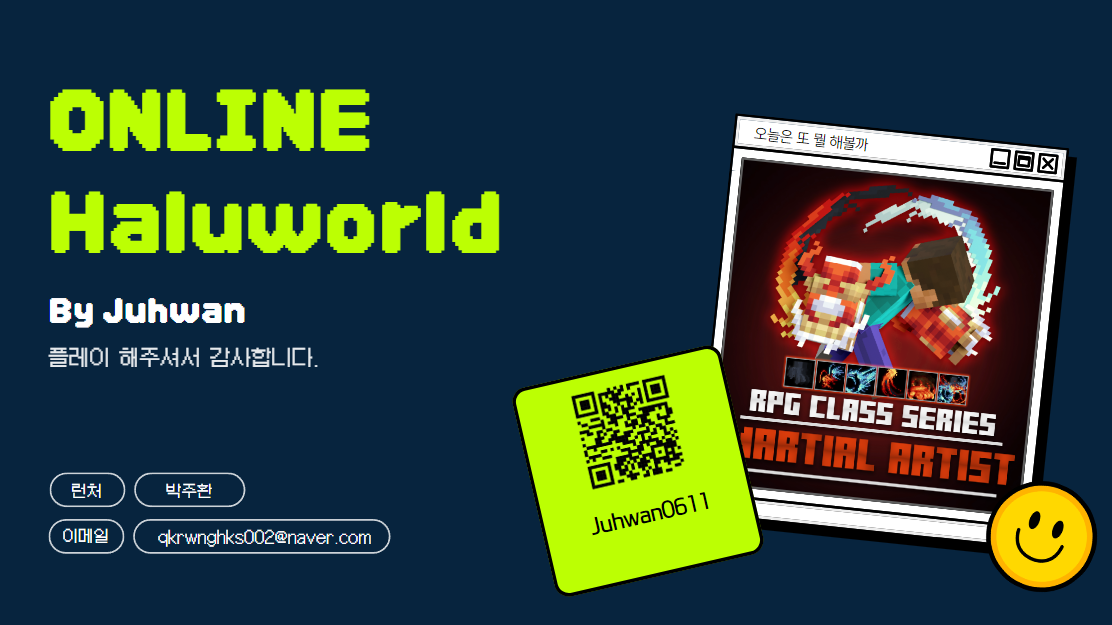 ONLINE
Haluworld
By Juhwan
플레이 해주셔서 감사합니다.
런처 박주환
이메일 qkrwnghks002@naver.com
오늘은 또 뭘 해볼까
RPG CLASS SERIES
MARTIAL ARTIST
Juhwan0611